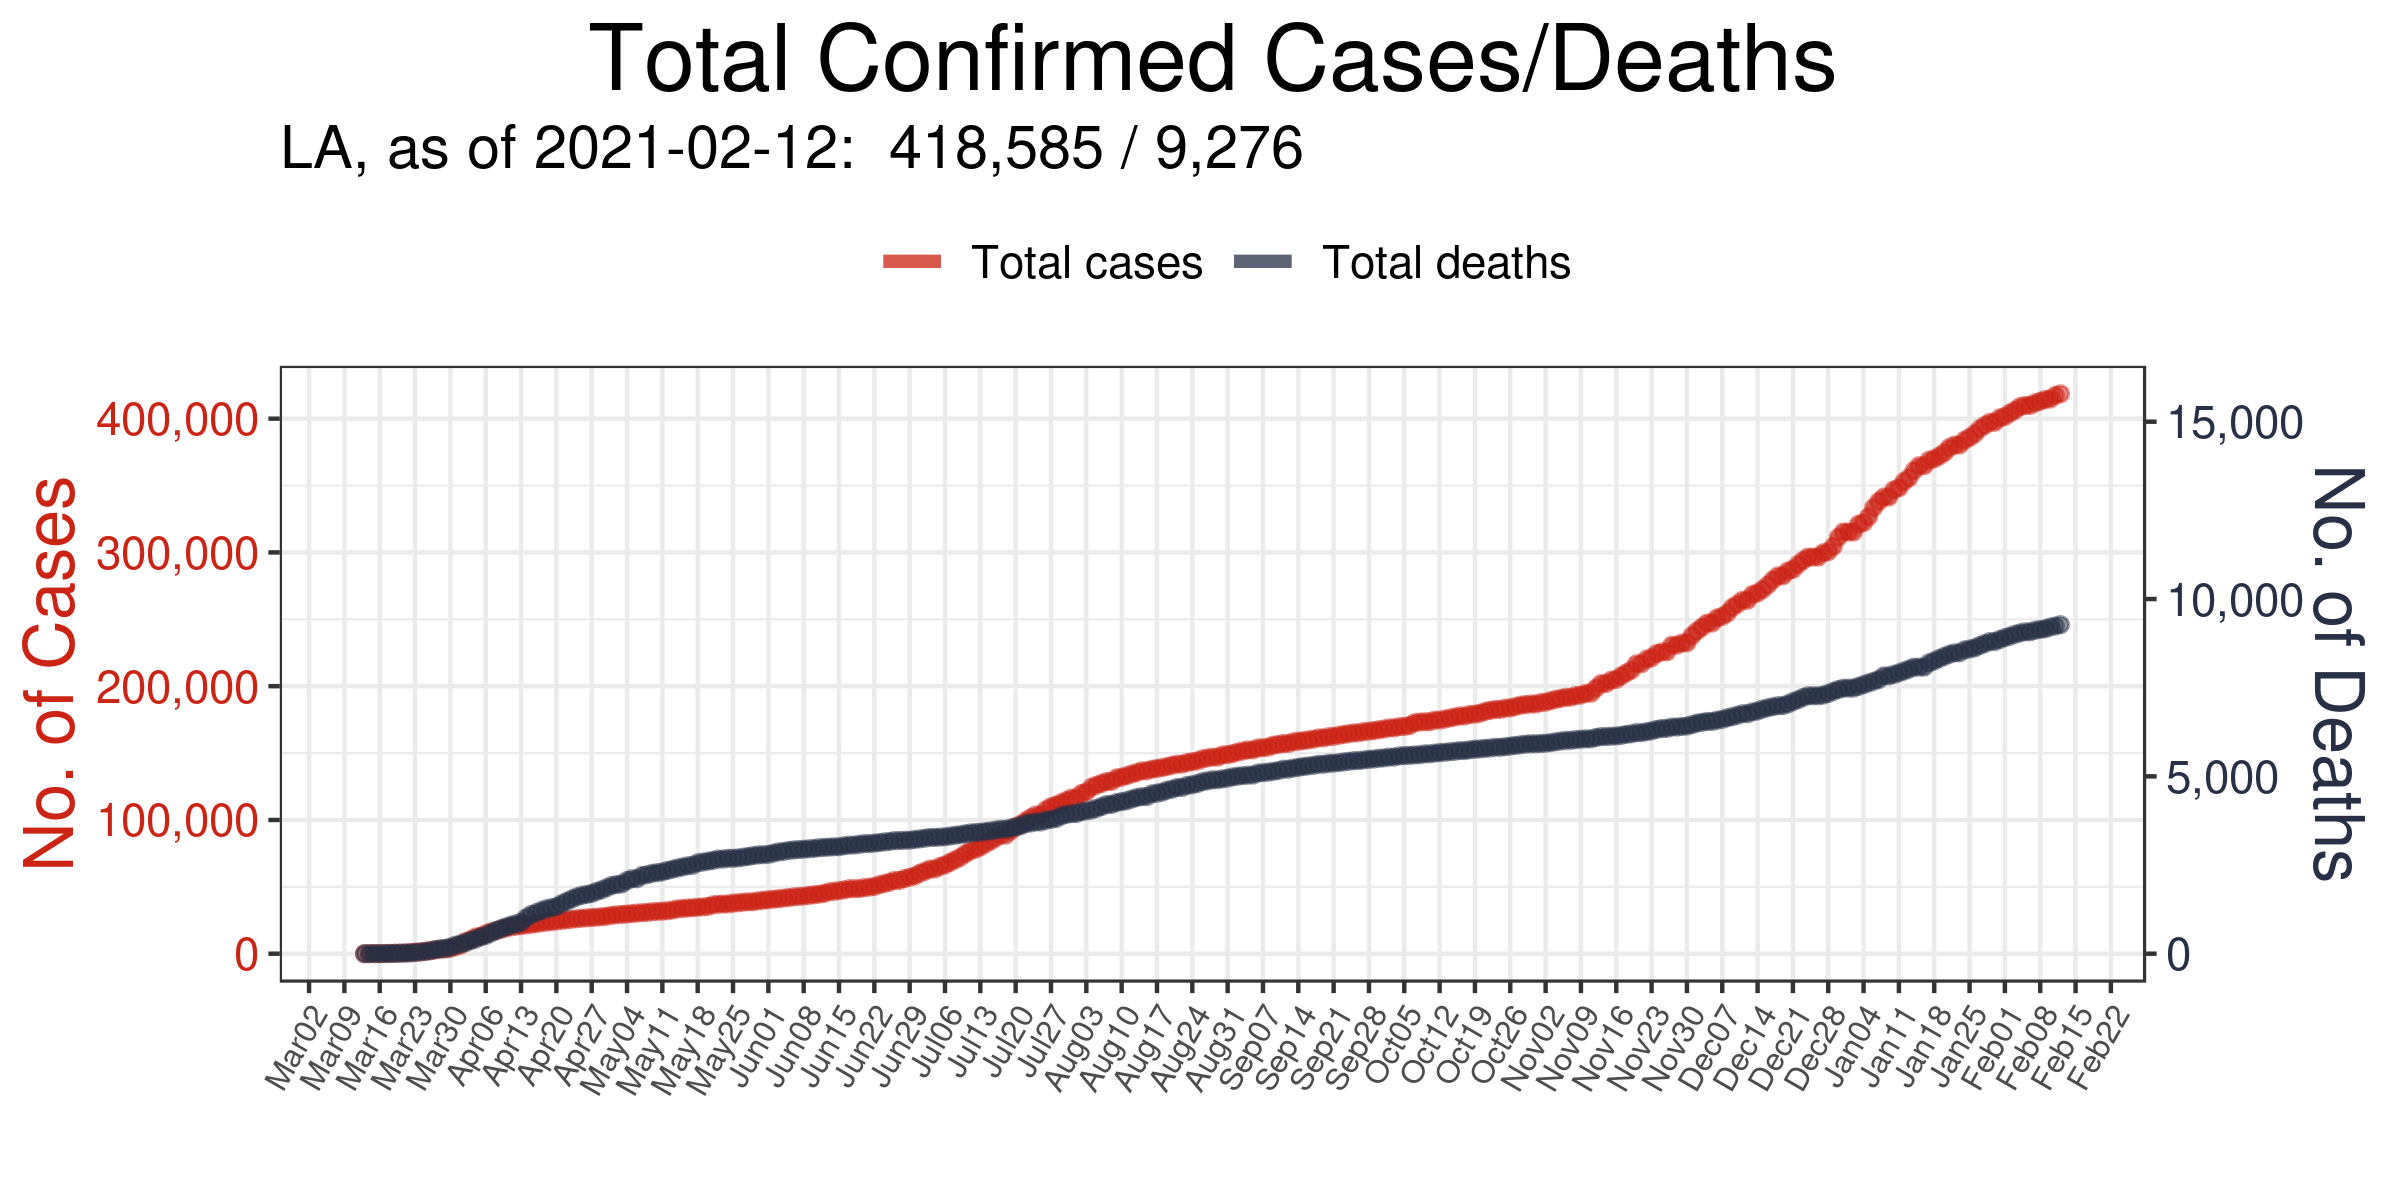 Total Confirmed Cases/Deaths
LA, as of 2021-02-12:  418,585 / 9,276
Total cases
Total deaths
No. of Cases
400,000
300,000
200,000
100,000
0
15,000
10,000
5,000
0
No. of Deaths
Mar02
Mar09
Mar16
Mar23
Mar30
Apr06
Apr13
Apr20
Apr27
May04
May11
May18
May25
Jun01
Jun08
Jun15
Jun22
Jun29
Jul06
Jul13
Jul20
Jul27
Aug03
Aug10
Aug17
Aug24
Aug31
Sep07
Sep14
Sep21
Sep28
Oct05
Oct12
Oct19
Oct26
Nov02
Nov09
Nov16
Nov23
Nov30
Dec07
Dec14
Dec21
Dec28
Jan04
Jan11
Jan18
Jan25
Feb01
Feb08
Feb15
Feb22